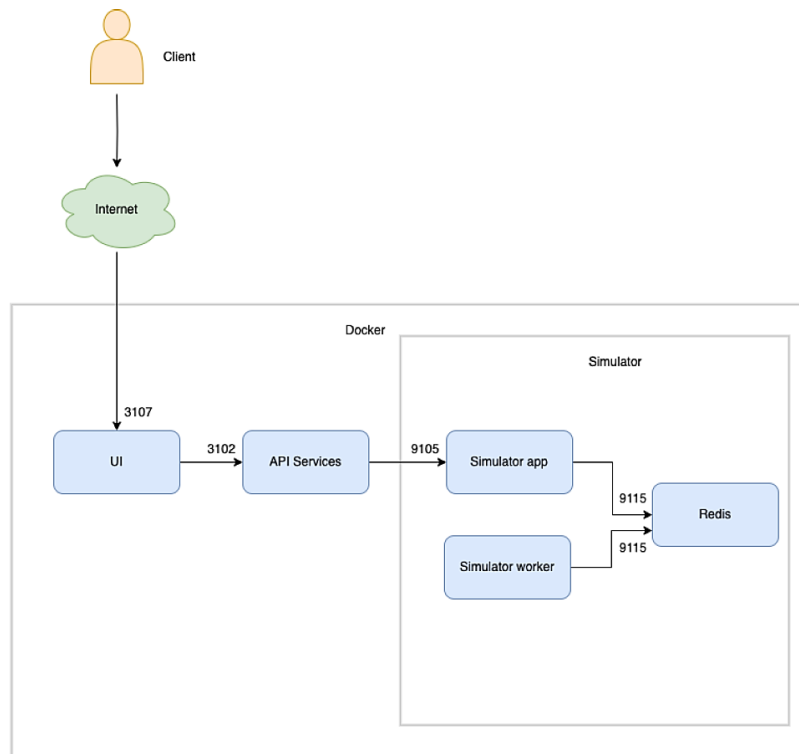 Client
Internet
Docker
Simulator
3107
UI
3102
API Services
9105
Simulator app
9115
Redis
9115
Simulator worker